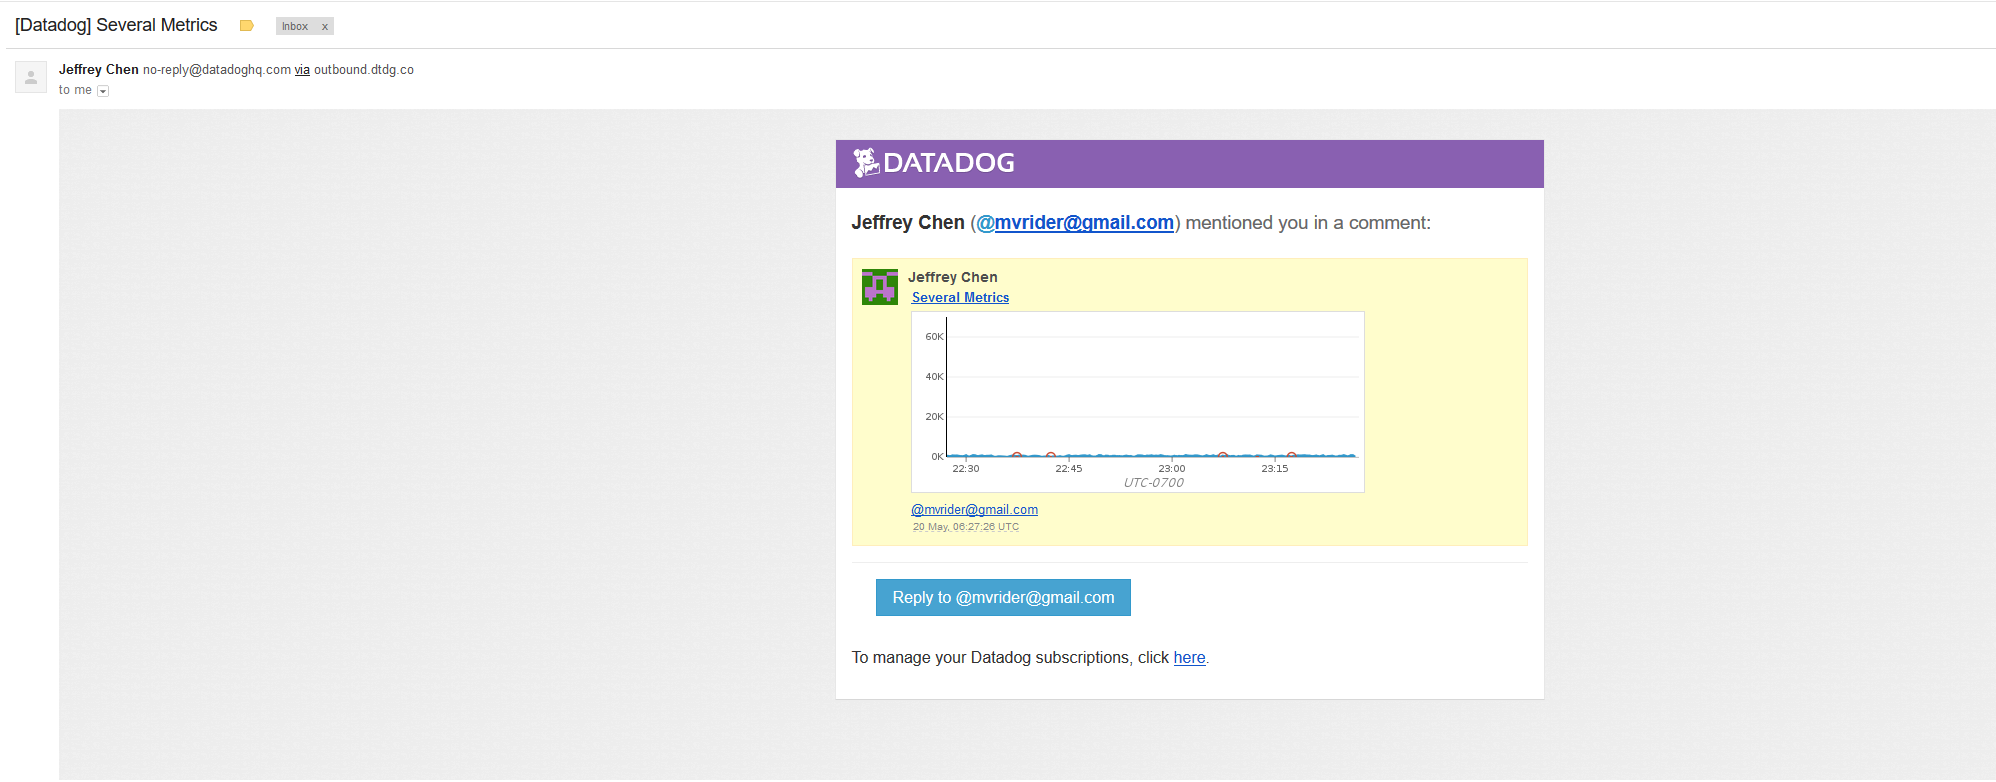 [Datadog] Several Metrics Inbox x
Jeffrey Chen no-reply@datadoghq.com via outbound.dtdg.co
to me
DATADOG
Jeffrey Chen (@mvrider@gmail.com) mentioned you in a comment:
Jeffrey Chen
Several Metrics
60K
40K
20K
0K
22:30 22:45 23:00 23:15
UTC-0700
@mvrider@gmail.com
20 May, 06:27:26 UTC
Reply to @mvrider@gmail.com
To manage your Datadog subscriptions, click here.